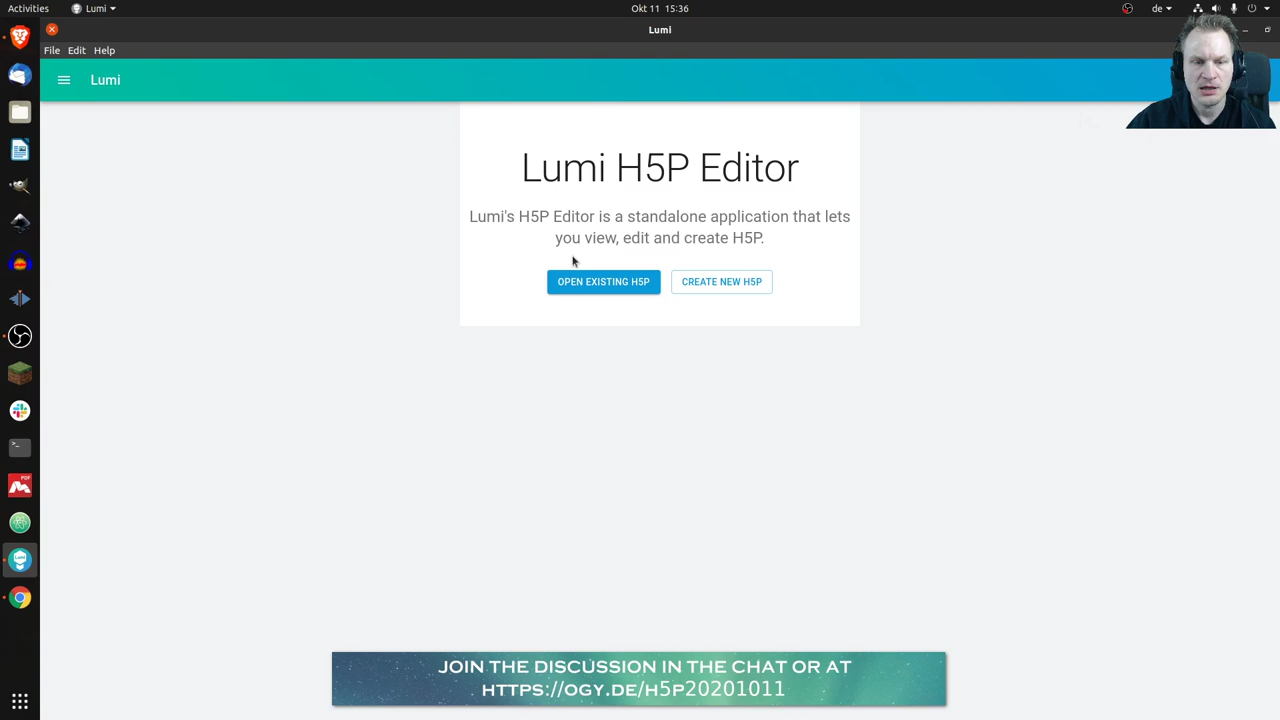 Activities
Lumi
Okt 11 15:36
de
Lumi
File Edit Help
Lumi
Lumi H5P Editor
Lumi's H5P Editor is a standalone application that lets
you view, edit and create H5P.
OPEN EXISTING H5P
CREATE NEW H5P
PDF
Lumi
JOIN THE DISCUSSION IN THE CHAT OR AT
HTTPS://OGY.DE/H5P20201011